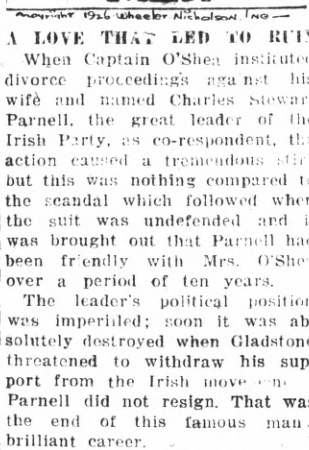 Copyright 1926 Wheeler Nicholson, Inc
A LOVE THAT LED TO RUI
When Captain O'Shea institute
divorce proceedings against hi
wife and named Charles Stewar
Parnell, the great leader of th
Irish Party, as co-respondent, th
action caused a tremendous stir
but this was nothing compared t
the scandal which followed when
the suit was undefended and i
was brought out that Parnell ha
been friendly with Mrs. O'She
over a period of ten years.
The leader's political position
was imperilled; soon it was ab
solutely destroyed when Gladston
threatened to withdraw his sup
port from the Irish move
Parnell did not resign. That wa
the end of this famous man
brilliant career.